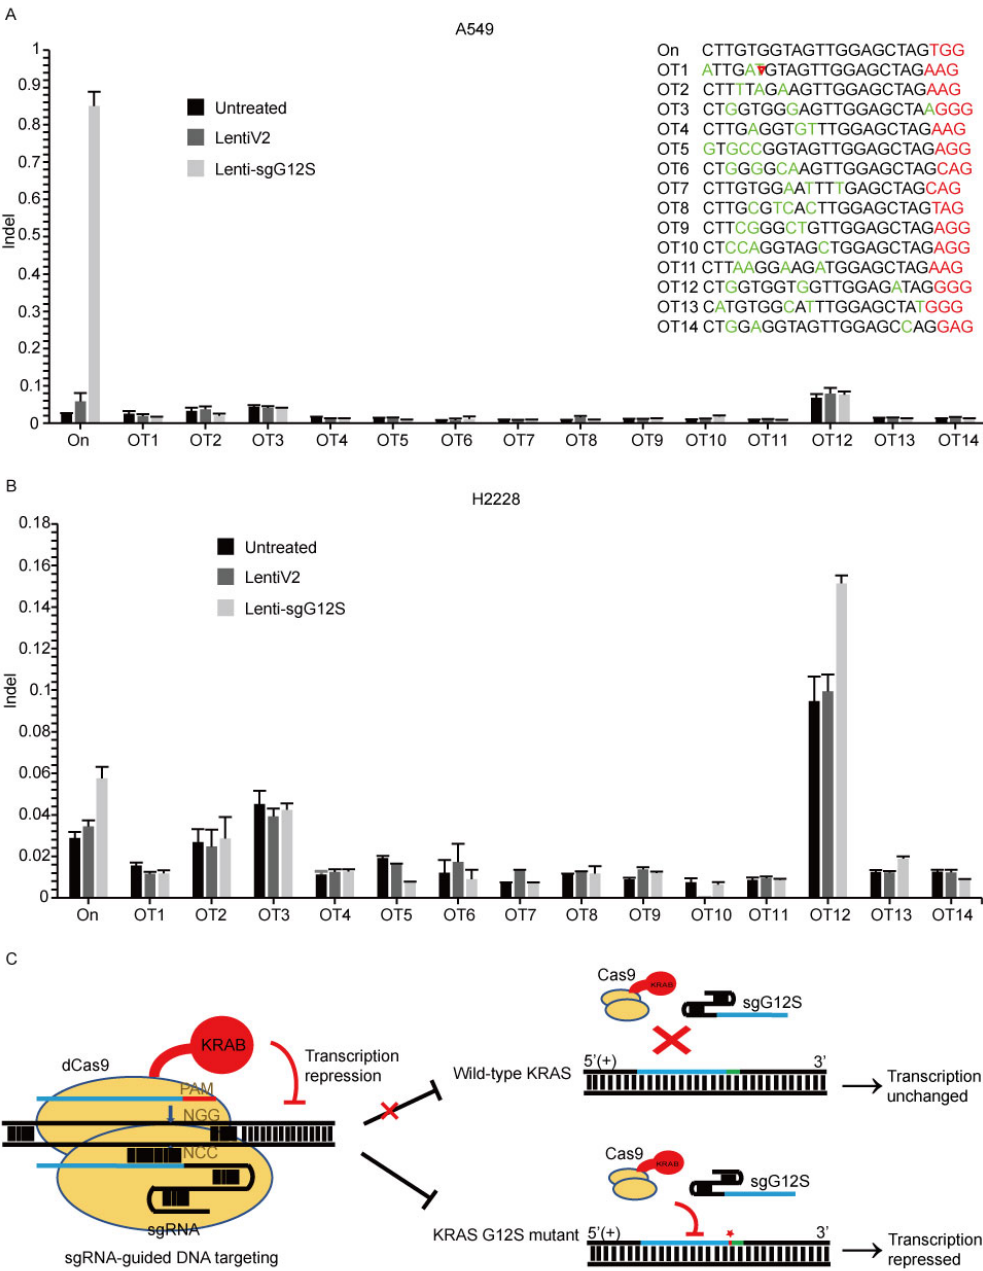 A
A549
Indel
1
0.9
0.8
0.7
0.6
0.5
0.4
0.3
0.2
0.1
0
Untreated
LentiV2
Lenti-sgG12S
On CTTGTGGTAGTTGGAGCTAGTGG
OT1 ATTGATGTAGTTGGAGCTAGAAG
OT2 CTTTTAGAAGTTGGAGCTAGAAG
OT3 CTGGTGGGAGTTGGAGCTAAGGG
OT4 CTTGAGGTGTTTGGAGCTAGAAG
OT5 GTGCCGGTAGTTGGAGCTAGAGG
OT6 CTGGGGCAAGTTGGAGCTAGCAG
OT7 CTTGTGGAATTTTGAGCTAGCAG
OT8 CTTGCGTCACTTGGAGCTAGTAG
OT9 CTTCGGGCTGTTGGAGCTAGAGG
OT10 CTCCAGGTAGCTGGAGCTAGAGG
OT11 CTTAAGGAAGATGGAGCTAGAAG
OT12 CTGGTGGTGGTTGGAGATAGGGG
OT13 CATGTGGCATTTGGAGCTATGGG
OT14 CTGGAGGTAGTTGGAGCCAGGAG
On OT1 OT2 OT3 OT4 OT5 OT6 OT7 OT8 OT9 OT10 OT11 OT12 OT13 OT14
B
H2228
Indel
0.18
0.16
0.14
0.12
0.1
0.08
0.06
0.04
0.02
0
Untreated
LentiV2
Lenti-sgG12S
On OT1 OT2 OT3 OT4 OT5 OT6 OT7 OT8 OT9 OT10 OT11 OT12 OT13 OT14
C
KRAB
dCas9
Transcription
repression
PAM
NGG
NCC
sgRNA
sgRNA-guided DNA targeting
Cas9
KRAB
sgG12S
5'(+) 3'
Wild-type KRAS
Transcription
unchanged
Cas9
KRAB
sgG12S
KRAS G12S mutant
5'(+) 3'
Transcription
repressed